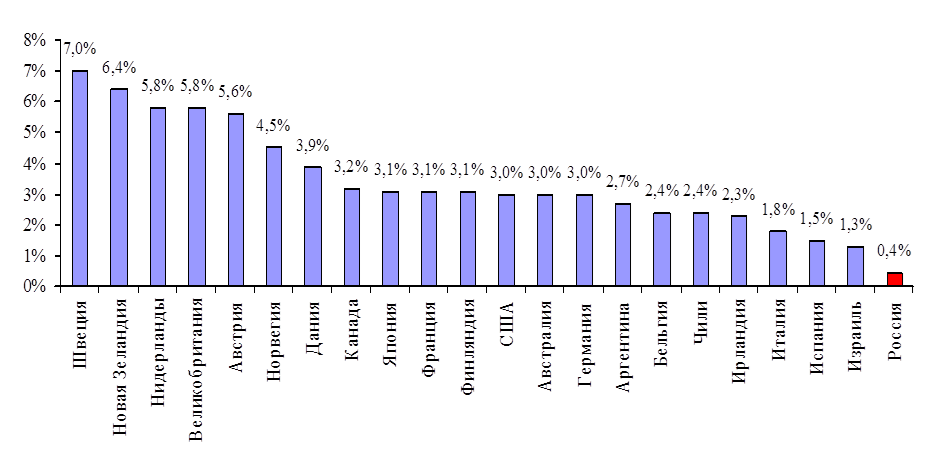 8%
7%
6%
5%
4%
3%
2%
1%
0%
7,0%
6,4%
5,8%
5,8%
5,6%
4,5%
3,9%
3,2%
3,1%
3,1%
3,1%
3,0%
3,0%
3,0%
2,7%
2,4%
2,4%
2,3%
1,8%
1,5%
1,3%
0,4%
Швеция
Новая Зеландия
Нидерланды
Великобритания
Австрия
Норвегия
Дания
Канада
Япония
Франция
Финляндия
США
Австралия
Германия
Аргентина
Бельгия
Чили
Ирландия
Италия
Испания
Израиль
Россия